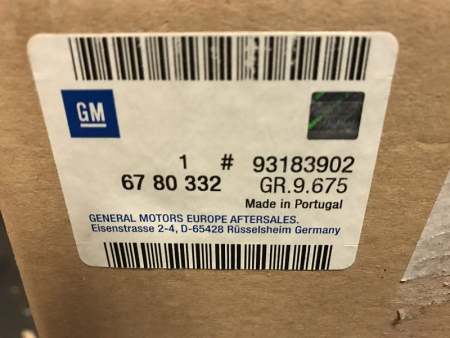 GM
1 # 93183902
67 80 332 GR.9.675
Made in Portugal
GENERAL MOTORS EUROPE AFTERSALES.
Eisenstrasse 2-4, D-65428 Rüsselsheim Germany